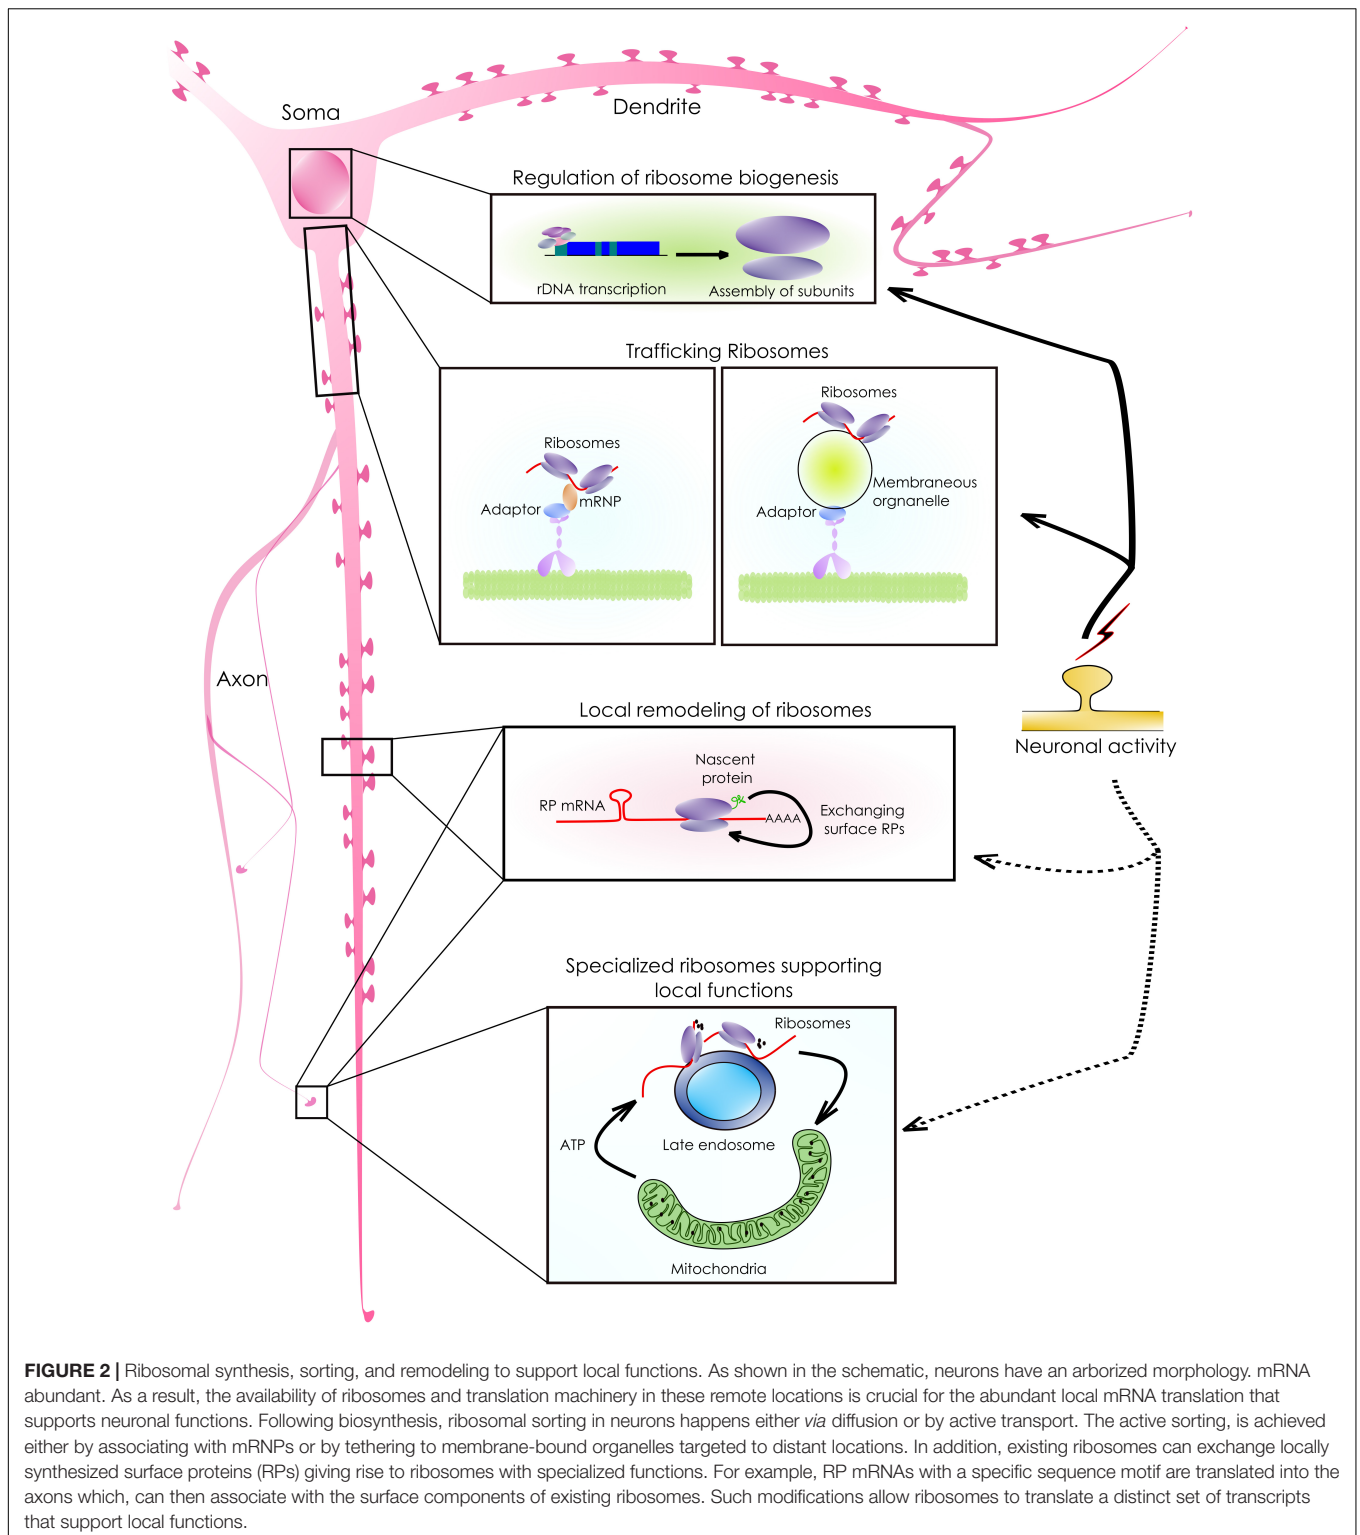 Soma
Dendrite
Regulation of ribosome biogenesis
rDNA transcription
Assembly of subunits
Trafficking Ribosomes
Ribosomes
mRNP
Adaptor
Ribosomes
Membraneous
orgnanelle
Adaptor
Axon
Neuronal activity
Local remodeling of ribosomes
Nascent
protein
RP mRNA
AAAA
Exchanging
surface RPs
Specialized ribosomes supporting
local functions
Ribosomes
ATP
Late endosome
Mitochondria
FIGURE 2 | Ribosomal synthesis, sorting, and remodeling to support local functions. As shown in the schematic, neurons have an arborized morphology. mRNA
abundant. As a result, the availability of ribosomes and translation machinery in these remote locations is crucial for the abundant local mRNA translation that
supports neuronal functions. Following biosynthesis, ribosomal sorting in neurons happens either via diffusion or by active transport. The active sorting, is achieved
either by associating with mRNPs or by tethering to membrane-bound organelles targeted to distant locations. In addition, existing ribosomes can exchange locally
synthesized surface proteins (RPs) giving rise to ribosomes with specialized functions. For example, RP mRNAs with a specific sequence motif are translated into the
axons which, can then associate with the surface components of existing ribosomes. Such modifications allow ribosomes to translate a distinct set of transcripts
that support local functions.